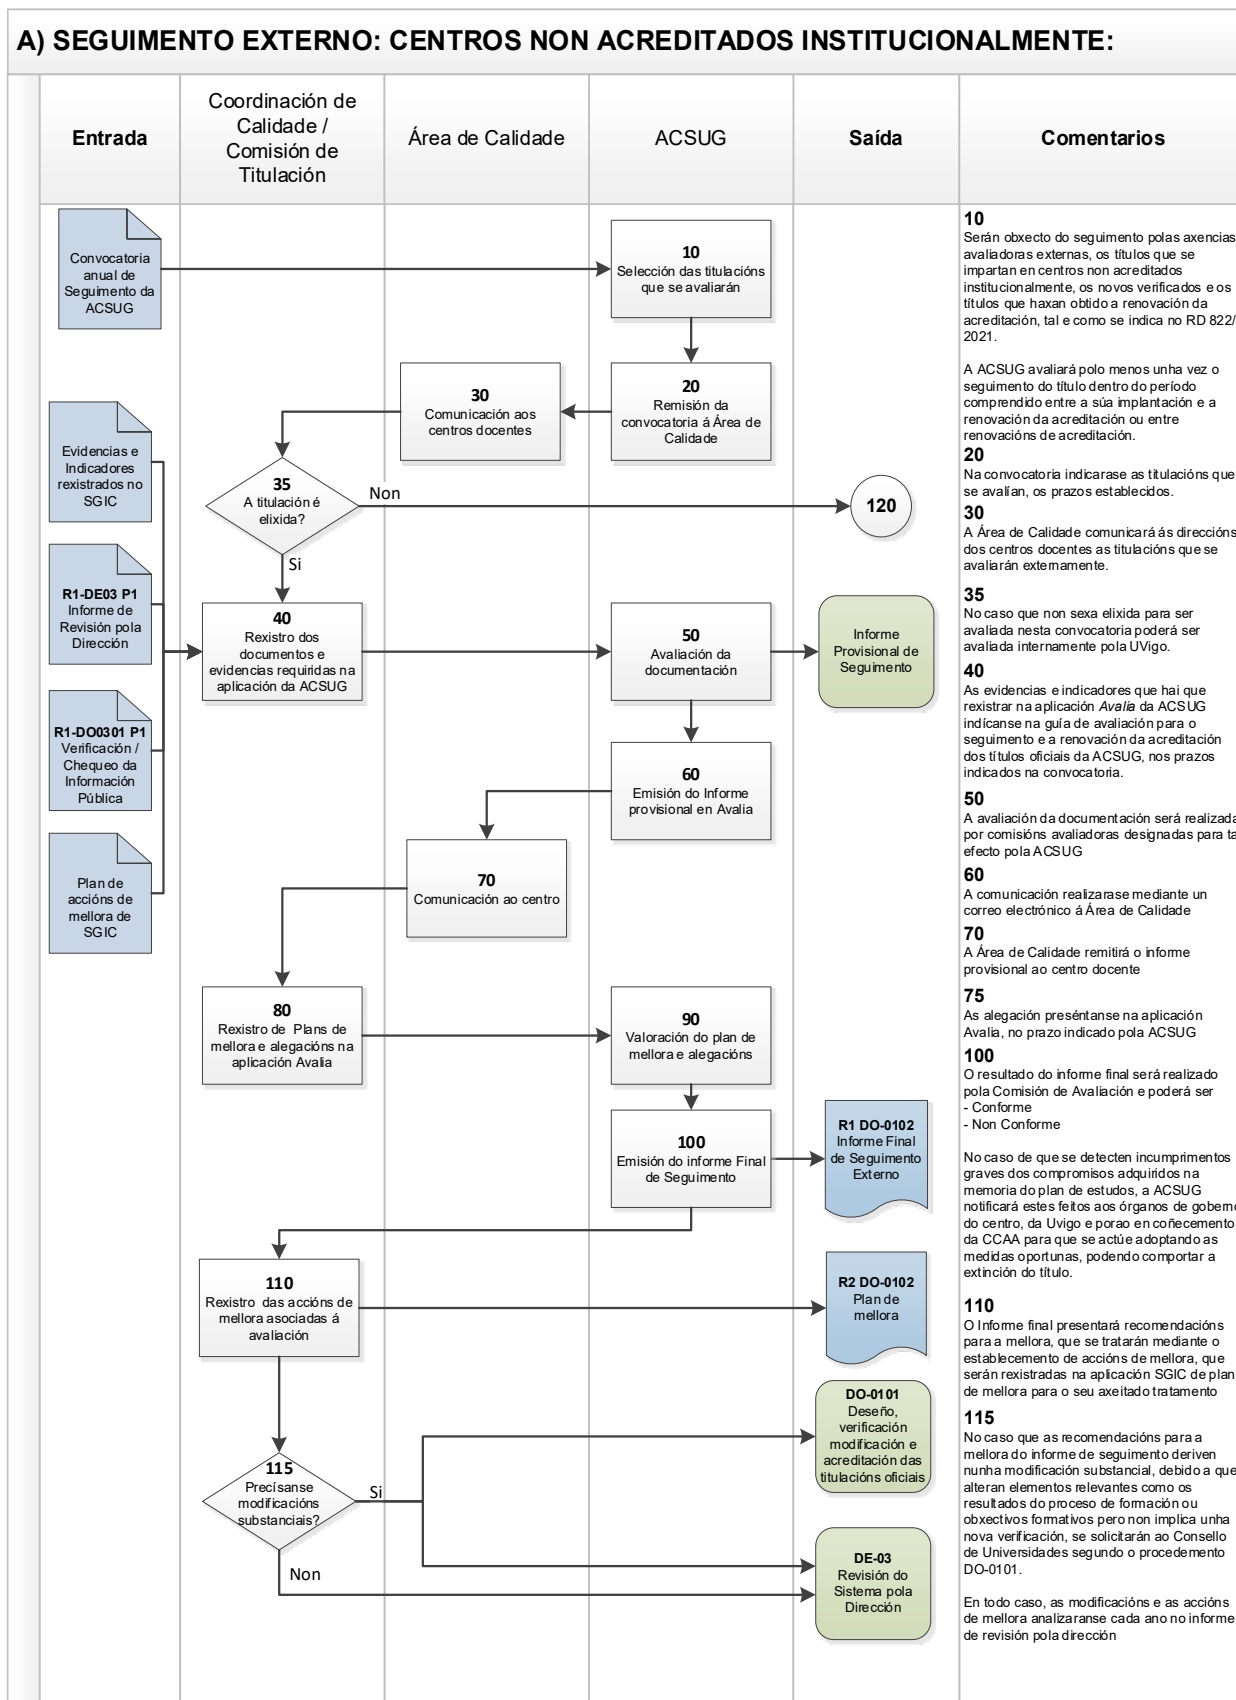 A) SEGUIMENTO EXTERNO: CENTROS NON ACREDITADOS INSTITUCIONALMENTE:
Entrada
Coordinación de
Calidade /
Comisión de
Titulación
Área de Calidade
ACSUG
Saída
Comentarios
Convocatoria
anual de
Seguimento da
ACSUG
10
Selección das titulacións
que se avaliarán
20
Remisión da
convocatoria á Área de
Calidade
30
Comunicación aos
centros docentes
Evidencias e
Indicadores
rexistrados no
SGIC
35
A titulación é
elixida?
Non
Si
120
R1-DE03 P1
Informe de
Revisión pola
Dirección
40
Rexistro dos
documentos e
evidencias requiridas na
aplicación da ACSUG
50
Avaliación da
documentación
Informe
Provisional de
Seguimento
R1-DO0301 P1
Verificación /
Chequeo da
Información
Pública
60
Emisión do Informe
provisional en Avalia
Plan de
accións de
mellora de
SGIC
70
Comunicación ao centro
80
Rexistro de Plans de
mellora e alegacións na
aplicación Avalia
90
Valoración do plan de
mellora e alegacións
100
Emisión do informe Final
de Seguimento
R1 DO-0102
Informe Final
de Seguimento
Externo
110
Rexistro das accións de
mellora asociadas á
avaliación
R2 DO-0102
Plan de
mellora
115
Precísanse
modificacións
substanciais?
Si
Non
DO-0101
Deseño,
verificación
modificación e
acreditación das
titulacións oficiais
DE-03
Revisión do
Sistema pola
Dirección
10
Serán obxecto do seguimento polas axencias
avaliadoras externas, os títulos que se
impartan en centros non acreditados
institucionalmente, os novos verificados e os
títulos que haxan obtido a renovación da
acreditación, tal e como se indica no RD 822/
2021.
A ACSUG avaliará polo menos unha vez o
seguimento do título dentro do período
comprendido entre a súa implantación e a
renovación da acreditación ou entre
renovacións de acreditación.
20
Na convocatoria indicarase as titulacións que
se avalían, os prazos establecidos.
30
A Área de Calidade comunicará ás direccións
dos centros docentes as titulacións que se
avaliarán externamente.
35
No caso que non sexa elixida para ser
avaliada nesta convocatoria poderá ser
avaliada internamente pola UVigo.
40
As evidencias e indicadores que hai que
rexistrar na aplicación Avalia da ACSUG
indícanse na guía de avaliación para o
seguimento e a renovación da acreditación
dos títulos oficiais da ACSUG, nos prazos
indicados na convocatoria.
50
A avaliación da documentación será realizada
por comisións avaliadoras designadas para ta
efecto pola ACSUG
60
A comunicación realizarase mediante un
correo electrónico á Área de Calidade
70
A Área de Calidade remitirá o informe
provisional ao centro docente
75
As alegación preséntanse na aplicación
Avalia, no prazo indicado pola ACSUG
100
O resultado do informe final será realizado
pola Comisión de Avaliación e poderá ser
- Conforme
- Non Conforme
No caso de que se detecten incumprimentos
graves dos compromisos adquiridos na
memoria do plan de estudos, a ACSUG
notificará estes feitos aos órganos de goberno
do centro, da Uvigo e porao en coñecemento
da CCAA para que se actúe adoptando as
medidas oportunas, podendo comportar a
extinción do título.
110
O Informe final presentará recomendacións
para a mellora, que se tratarán mediante o
establecemento de accións de mellora, que
serán rexistradas na aplicación SGIC de plan
de mellora para o seu axeitado tratamento
115
No caso que as recomendacións para a
mellora do informe de seguimento deriven
nunha modificación substancial, debido a que
alteran elementos relevantes como os
resultados do proceso de formación ou
obxectivos formativos pero non implica unha
nova verificación, se solicitarán ao Consello
de Universidades segundo o procedemento
DO-0101.
En todo caso, as modificacións e as accións
de mellora analizaranse cada ano no informe
de revisión pola dirección